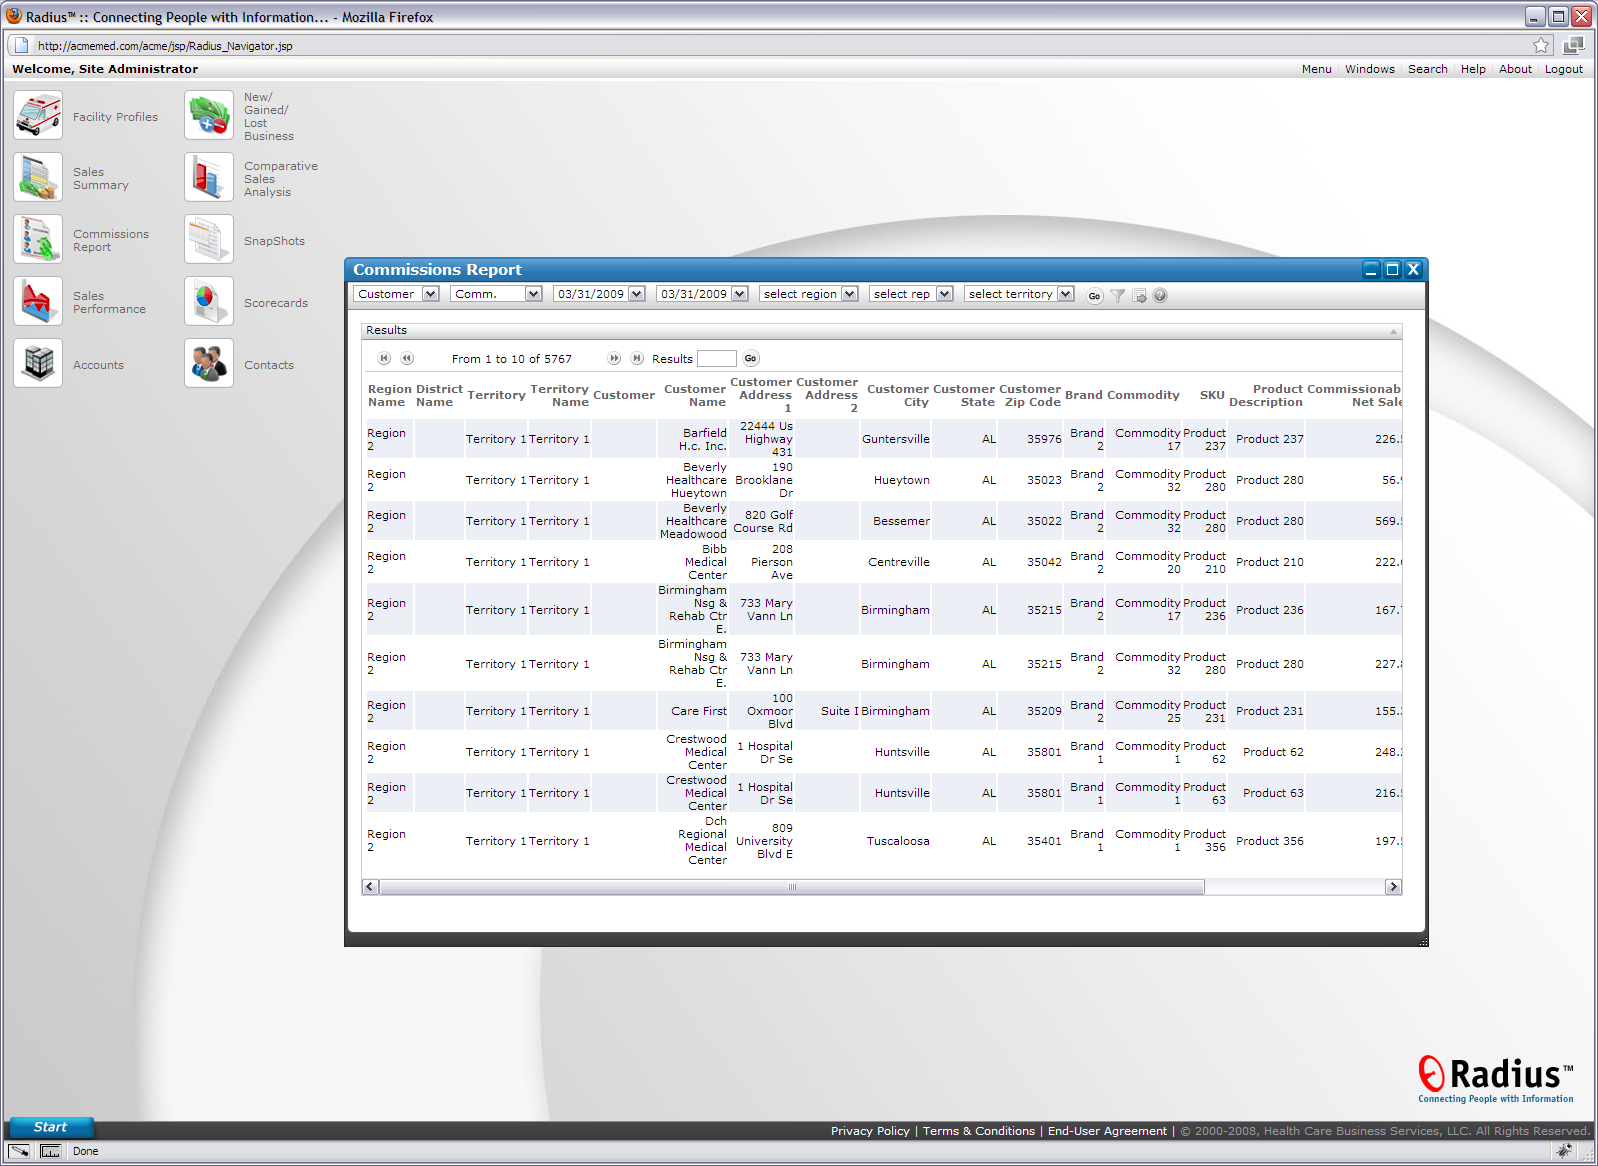 Radius™ :: Connecting People with Information... - Mozilla Firefox
http://acmemed.com/acme/jsp/Radius_Navigator.jsp
Welcome, Site Administrator
Menu Windows Search Help About Logout
Facility Profiles
New/
Gained/
Lost
Business
Sales
Summary
Comparative
Sales
Analysis
Commissions
Report
SnapShots
Sales
Performance
Scorecards
Accounts
Contacts
Commissions Report
Customer Comm. 03/31/2009 03/31/2009 select region select rep select territory Go
Results
From 1 to 10 of 5767 Results Go
Region Name District Name Territory Territory Name Customer Customer Name Customer Address 1 Customer Address 2 Customer City Customer State Customer Zip Code Brand Commodity SKU Product Description Commissionab Net Sale
Region 2 Territory 1 Territory 1 Barfield H.c. Inc. 22444 Us Highway 431 Guntersville AL 35976 Brand 2 Commodity 17 Product 237 Product 237 226.
Region 2 Territory 1 Territory 1 Beverly Healthcare Hueytown 190 Brooklane Dr Hueytown AL 35023 Brand 2 Commodity 32 Product 280 Product 280 56.
Region 2 Territory 1 Territory 1 Beverly Healthcare Meadowood 820 Golf Course Rd Bessemer AL 35022 Brand 2 Commodity 32 Product 280 Product 280 569.
Region 2 Territory 1 Territory 1 Bibb Medical Center 208 Pierson Ave Centreville AL 35042 Brand 2 Commodity 20 Product 210 Product 210 222.
Region 2 Territory 1 Territory 1 Birmingham Nsg & Rehab Ctr E. 733 Mary Vann Ln Birmingham AL 35215 Brand 2 Commodity 17 Product 236 Product 236 167.
Region 2 Territory 1 Territory 1 Birmingham Nsg & Rehab Ctr E. 733 Mary Vann Ln Birmingham AL 35215 Brand 2 Commodity 32 Product 280 Product 280 227.
Region 2 Territory 1 Territory 1 Care First 100 Oxmoor Blvd Suite I Birmingham AL 35209 Brand 2 Commodity 25 Product 231 Product 231 155.
Region 2 Territory 1 Territory 1 Crestwood Medical Center 1 Hospital Dr Se Huntsville AL 35801 Brand 1 Commodity 1 Product 62 Product 62 248.
Region 2 Territory 1 Territory 1 Crestwood Medical Center 1 Hospital Dr Se Huntsville AL 35801 Brand 1 Commodity 1 Product 63 Product 63 216.
Region 2 Territory 1 Territory 1 Dch Regional Medical Center 809 University Blvd E Tuscaloosa AL 35401 Brand 1 Commodity 1 Product 356 Product 356 197.
Radius™
Connecting People with Information
Start
Privacy Policy | Terms & Conditions | End-User Agreement | © 2000-2008, Health Care Business Services, LLC. All Rights Reserved.
Done